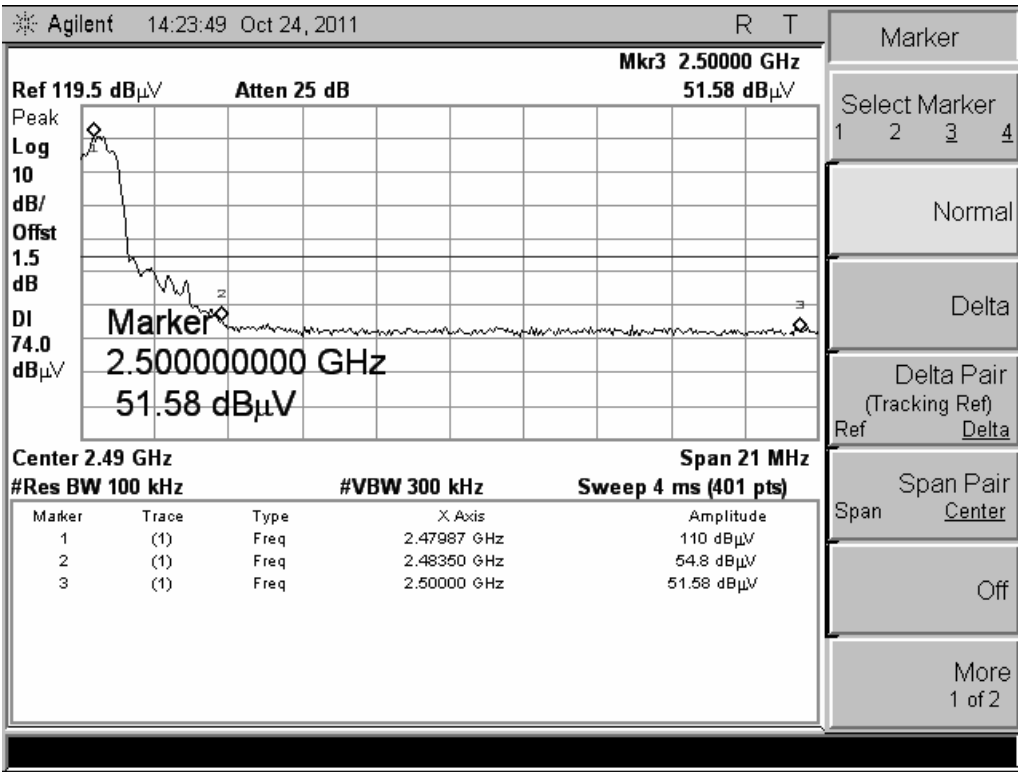 Agilent 14:23:49 Oct 24, 2011 R T
Mkr3 2.50000 GHz
Ref 119.5 dBµV Atten 25 dB 51.58 dBµV
Peak
Log
10
dB/
Offst
1.5
dB
DI
74.0
dBµV
1
2
3
Marker
2.500000000 GHz
51.58 dBµV
Center 2.49 GHz Span 21 MHz
#Res BW 100 kHz #VBW 300 kHz Sweep 4 ms (401 pts)
Marker Trace Type X Axis Amplitude
1 (1) Freq 2.47987 GHz 110 dBµV
2 (1) Freq 2.48350 GHz 54.8 dBµV
3 (1) Freq 2.50000 GHz 51.58 dBµV
Marker
Select Marker
1 2 3 4
Normal
Delta
Delta Pair
(Tracking Ref)
Ref Delta
Span Pair
Span Center
Off
More
1 of 2